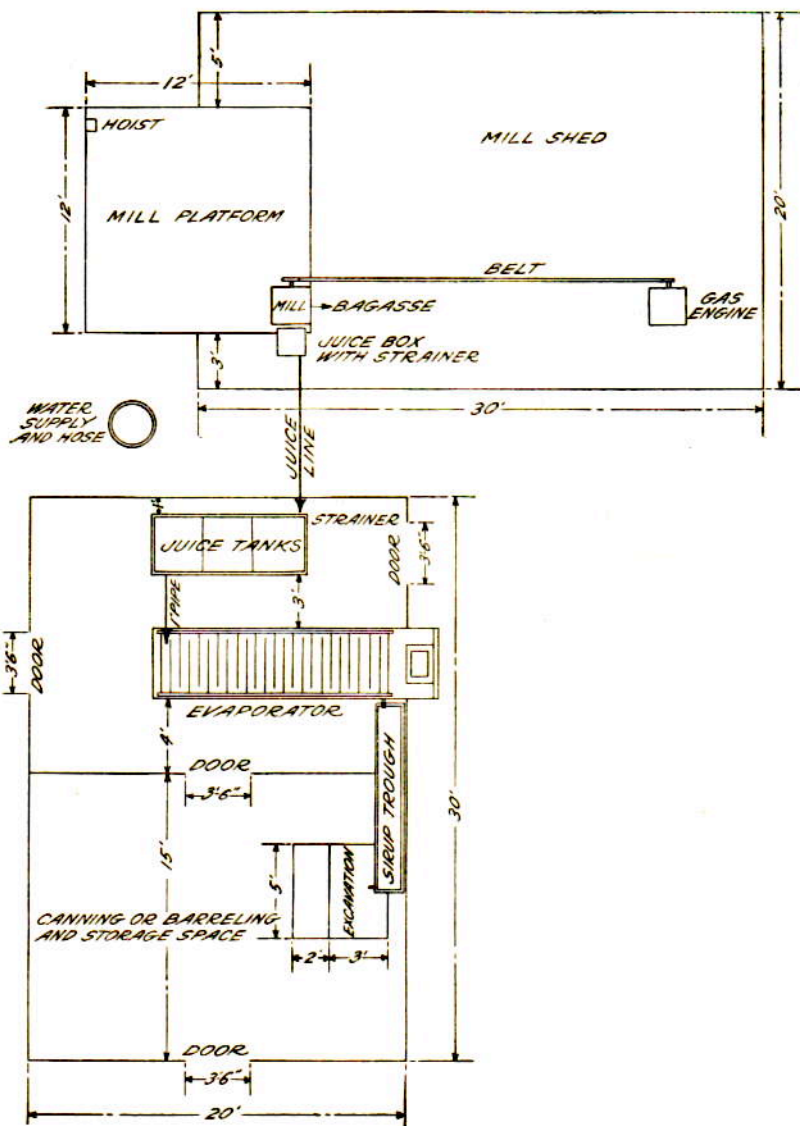 5'
12'
HOIST
MILL SHED
12'
MILL PLATFORM
20'
BELT
MILL
BAGASSE
GAS
ENGINE
JUICE BOX
WITH STRAINER
3'
30'
WATER
SUPPLY
AND HOSE
JUICE
LINE
1'
STRAINER
JUICE TANKS
DOOR
3'6"
1" PIPE
3'
3'6"
DOOR
EVAPORATOR
4'
DOOR
3'6"
SIRUP TROUGH
30'
15'
5'
EXCAVATION
CANNING OR BARRELING
AND STORAGE SPACE
2'
3'
DOOR
3'6"
20'